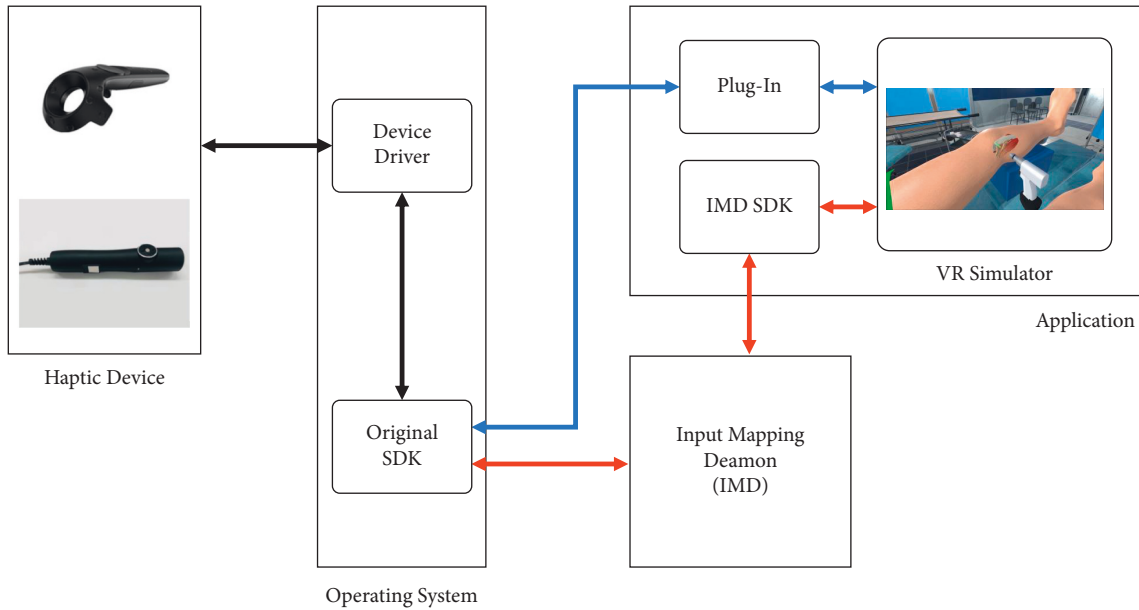 Haptic Device
Device
Driver
Original
SDK
Operating System
Plug-In
IMD SDK
VR Simulator
Application
Input Mapping
Deamon
(IMD)